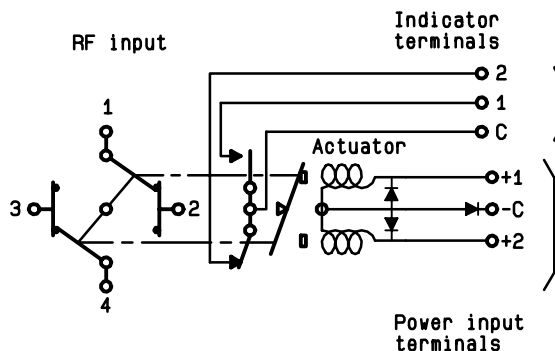 Indicator
terminals
RF input
2
1
C
1
Actuator
+1
3
2
-C
+2
4
Power input
terminals